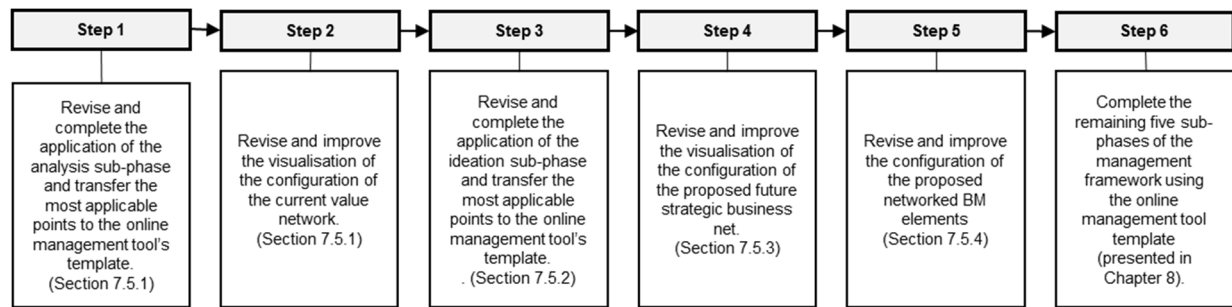 Step 1
Step 2
Step 3
Step 4
Step 5
Step 6
Revise and
complete the
application of the
analysis sub-phase
and transfer the
most applicable
points to the online
management tool's
template.
(Section 7.5.1)
Revise and improve
the visualisation of
the configuration of
the current value
network.
(Section 7.5.1)
Revise and
complete the
application of the
ideation sub-phase
and transfer the
most applicable
points to the online
management tool's
template.
. (Section 7.5.2)
Revise and improve
the visualisation of
the configuration of
the proposed future
strategic business
net.
(Section 7.5.3)
Revise and improve
the configuration of
the proposed
networked BM
elements
(Section 7.5.4)
Complete the
remaining five sub-
phases of the
management
framework using
the online
management tool
template
(presented in
Chapter 8).